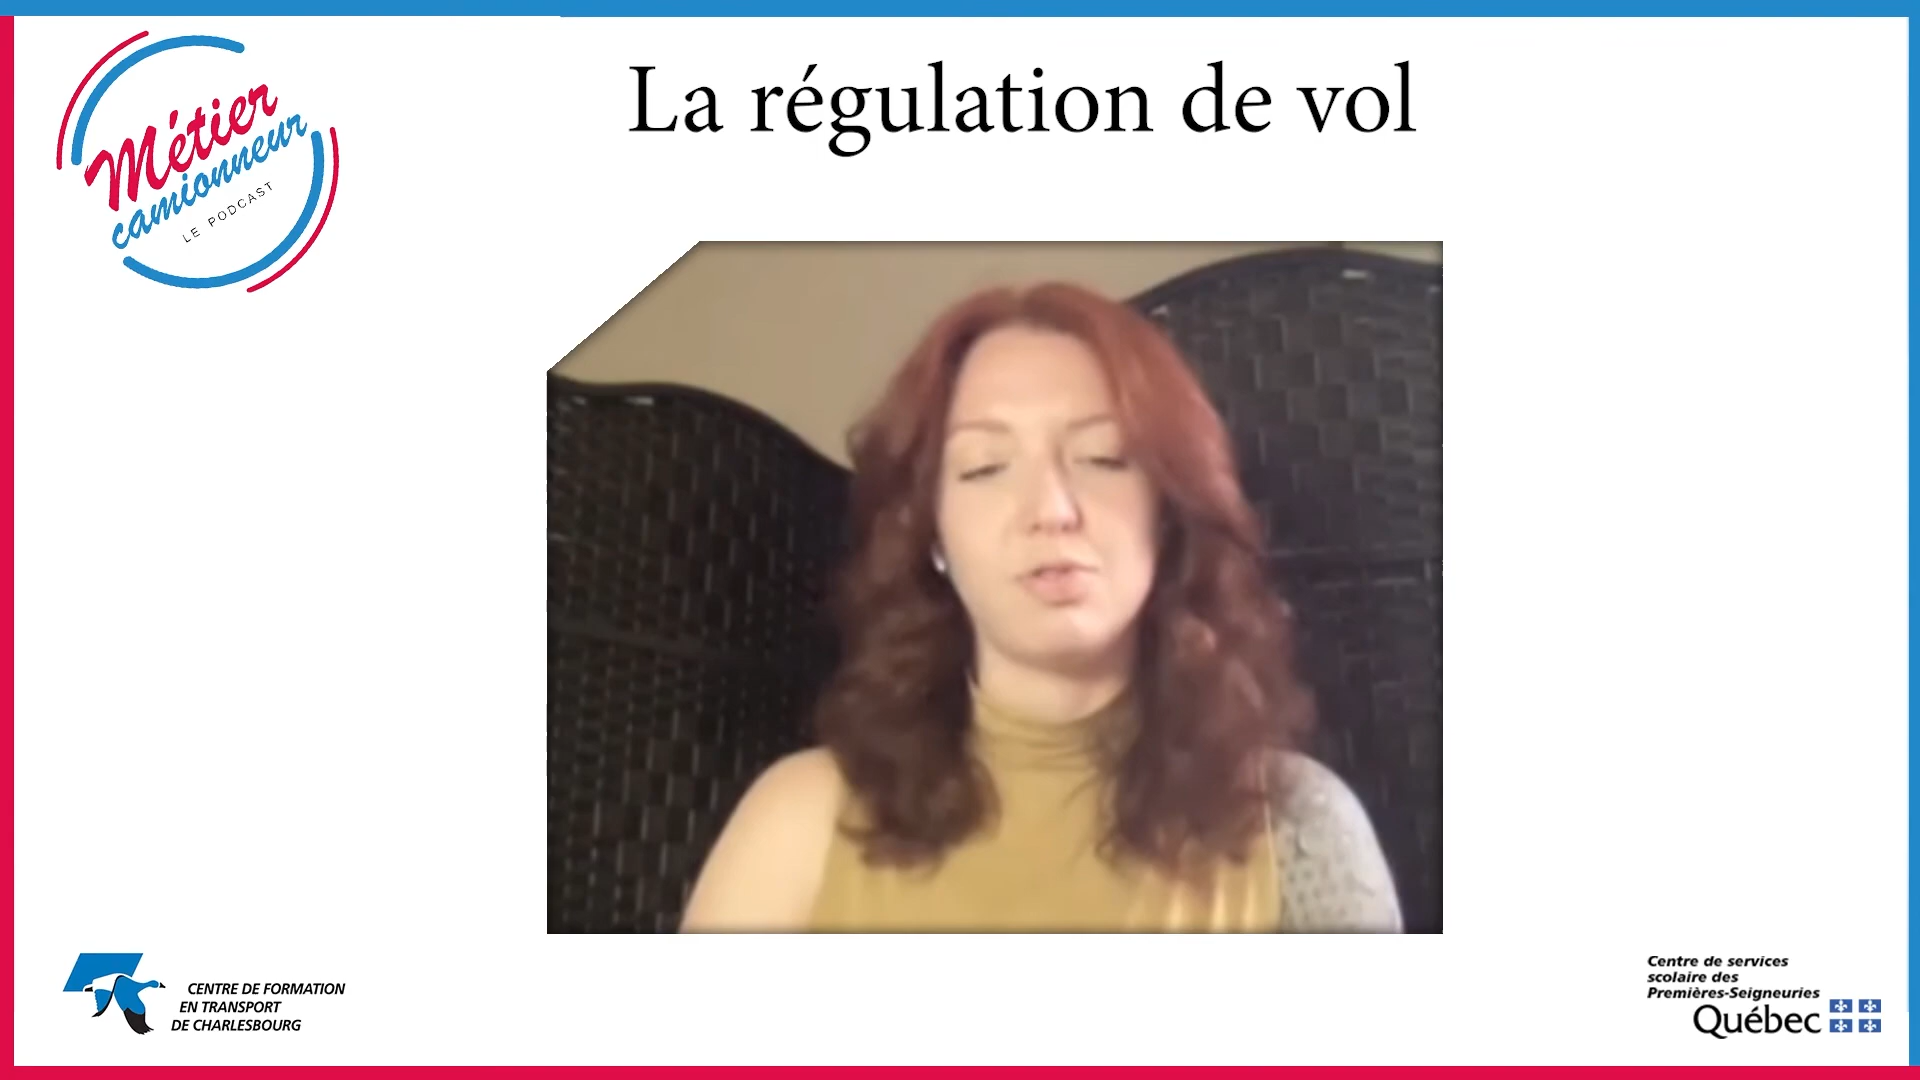 Métier
camionneur
LE PODCAST
La régulation de vol
CENTRE DE FORMATION
EN TRANSPORT
DE CHARLESBOURG
Centre de services
scolaire des
Premières-Seigneuries
Québec